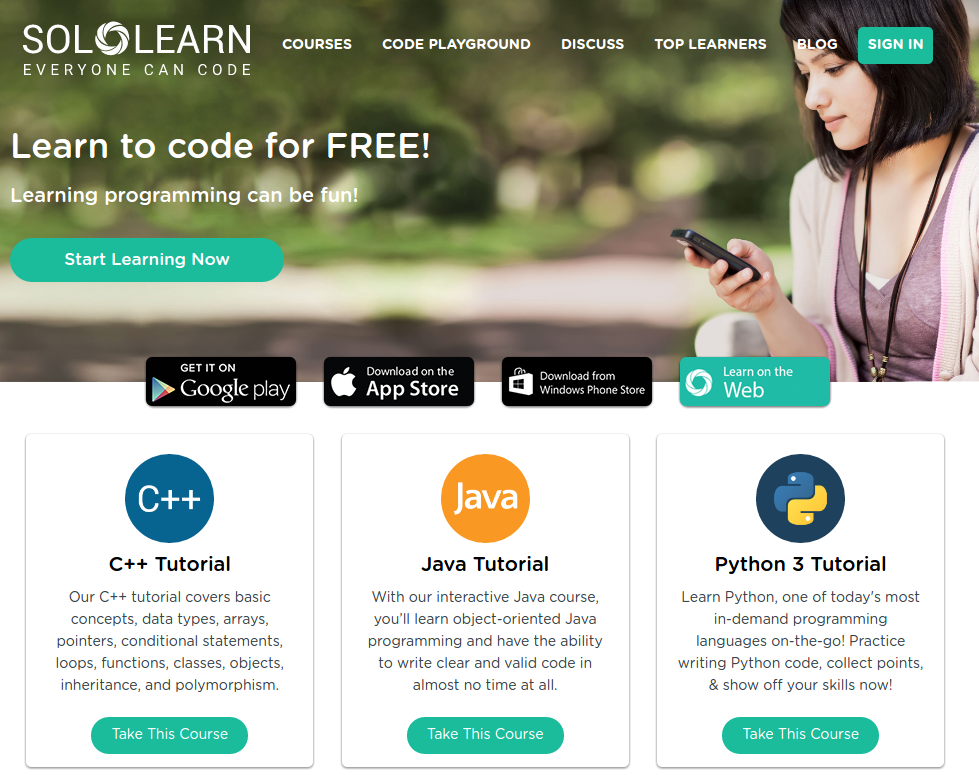 SOLOLEARN
EVERYONE CAN CODE
COURSES
CODE PLAYGROUND
DISCUSS
TOP LEARNERS
BLOG
SIGN IN
Learn to code for FREE!
Learning programming can be fun!
Start Learning Now
GET IT ON
Google play
Download on the
App Store
Download from
Windows Phone Store
Learn on the
Web
C++
C++ Tutorial
Our C++ tutorial covers basic
concepts, data types, arrays,
pointers, conditional statements,
loops, functions, classes, objects,
inheritance, and polymorphism.
Take This Course
Java
Java Tutorial
With our interactive Java course,
you’ll learn object-oriented Java
programming and have the ability
to write clear and valid code in
almost no time at all.
Take This Course
Python 3 Tutorial
Learn Python, one of today's most
in-demand programming
languages on-the-go! Practice
writing Python code, collect points,
& show off your skills now!
Take This Course